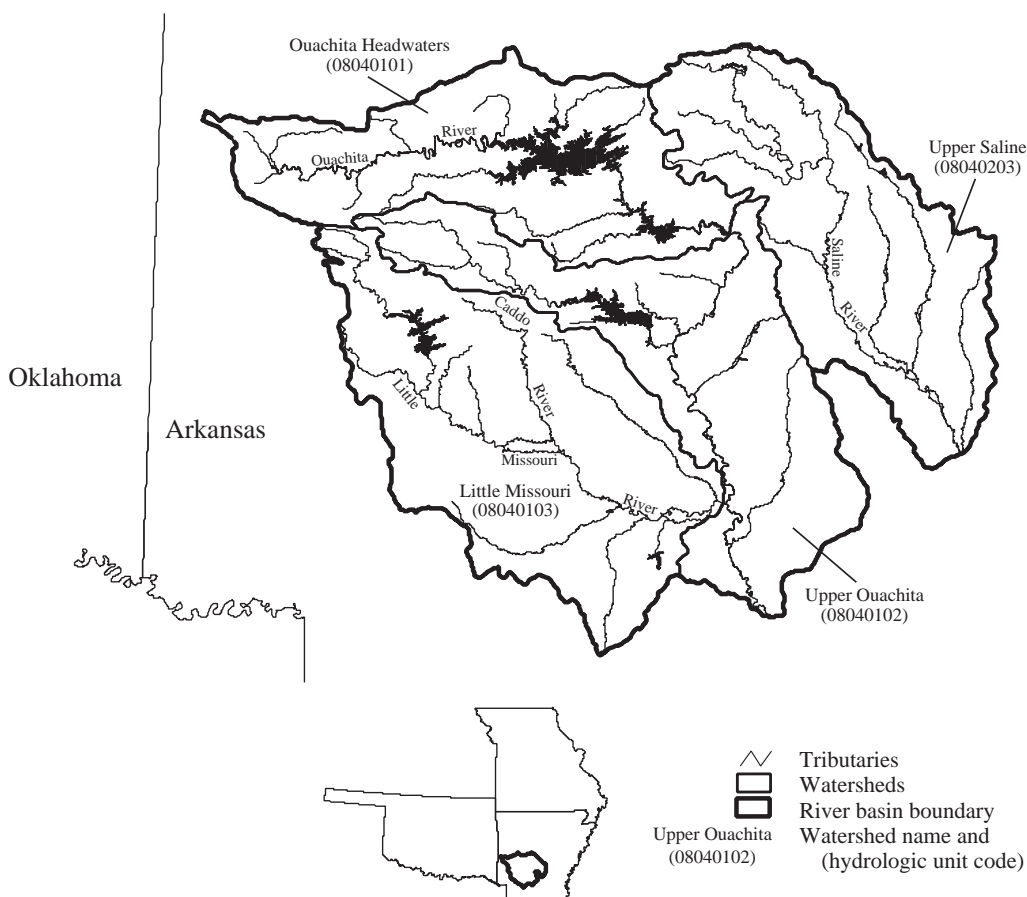 Ouachita Headwaters
(08040101)
River
Ouachita
Upper Saline
(08040203)
Saline
River
Caddo
River
Oklahoma
Arkansas
Little
Missouri
River
Little Missouri
(08040103)
Upper Ouachita
(08040102)
Tributaries
Watersheds
River basin boundary
Upper Ouachita
(08040102)
Watershed name and
(hydrologic unit code)